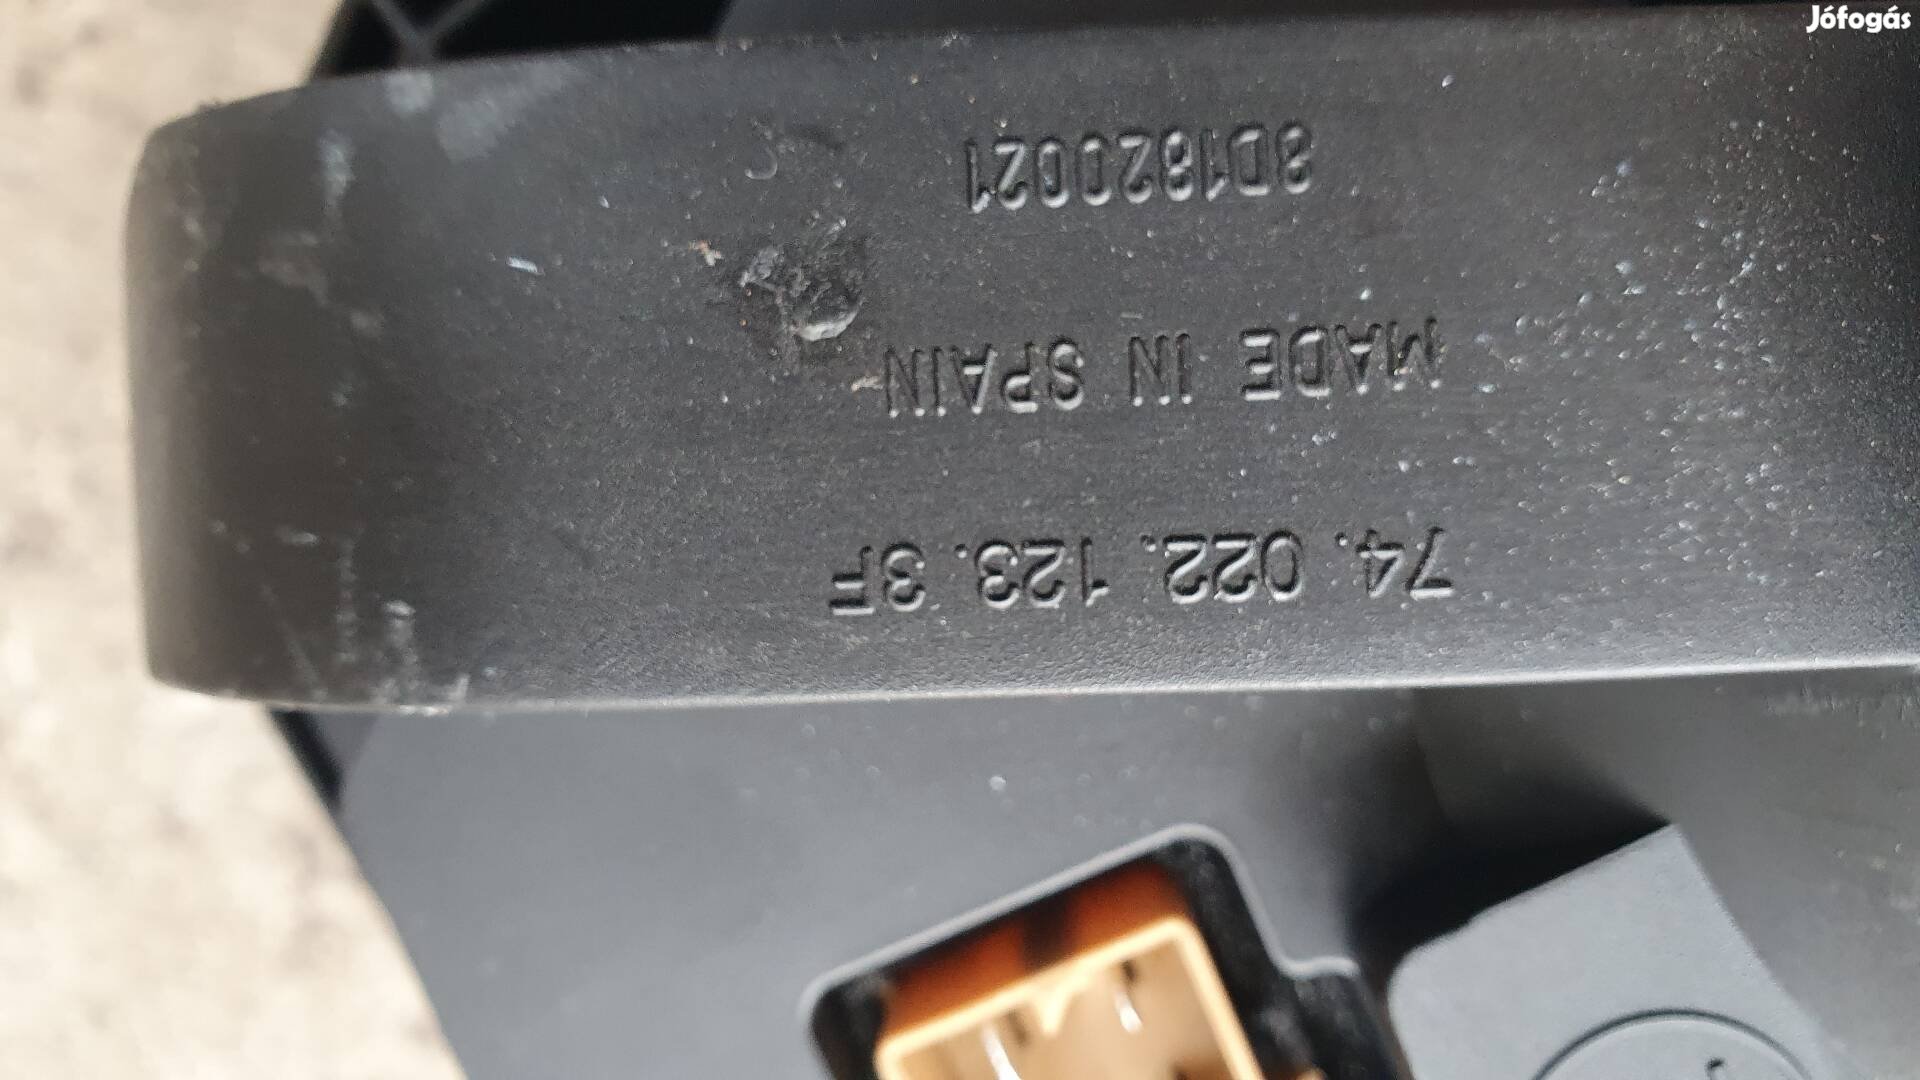 Jófogás
74. 022. 123. 3F
MADE IN SPAIN
8D1820021